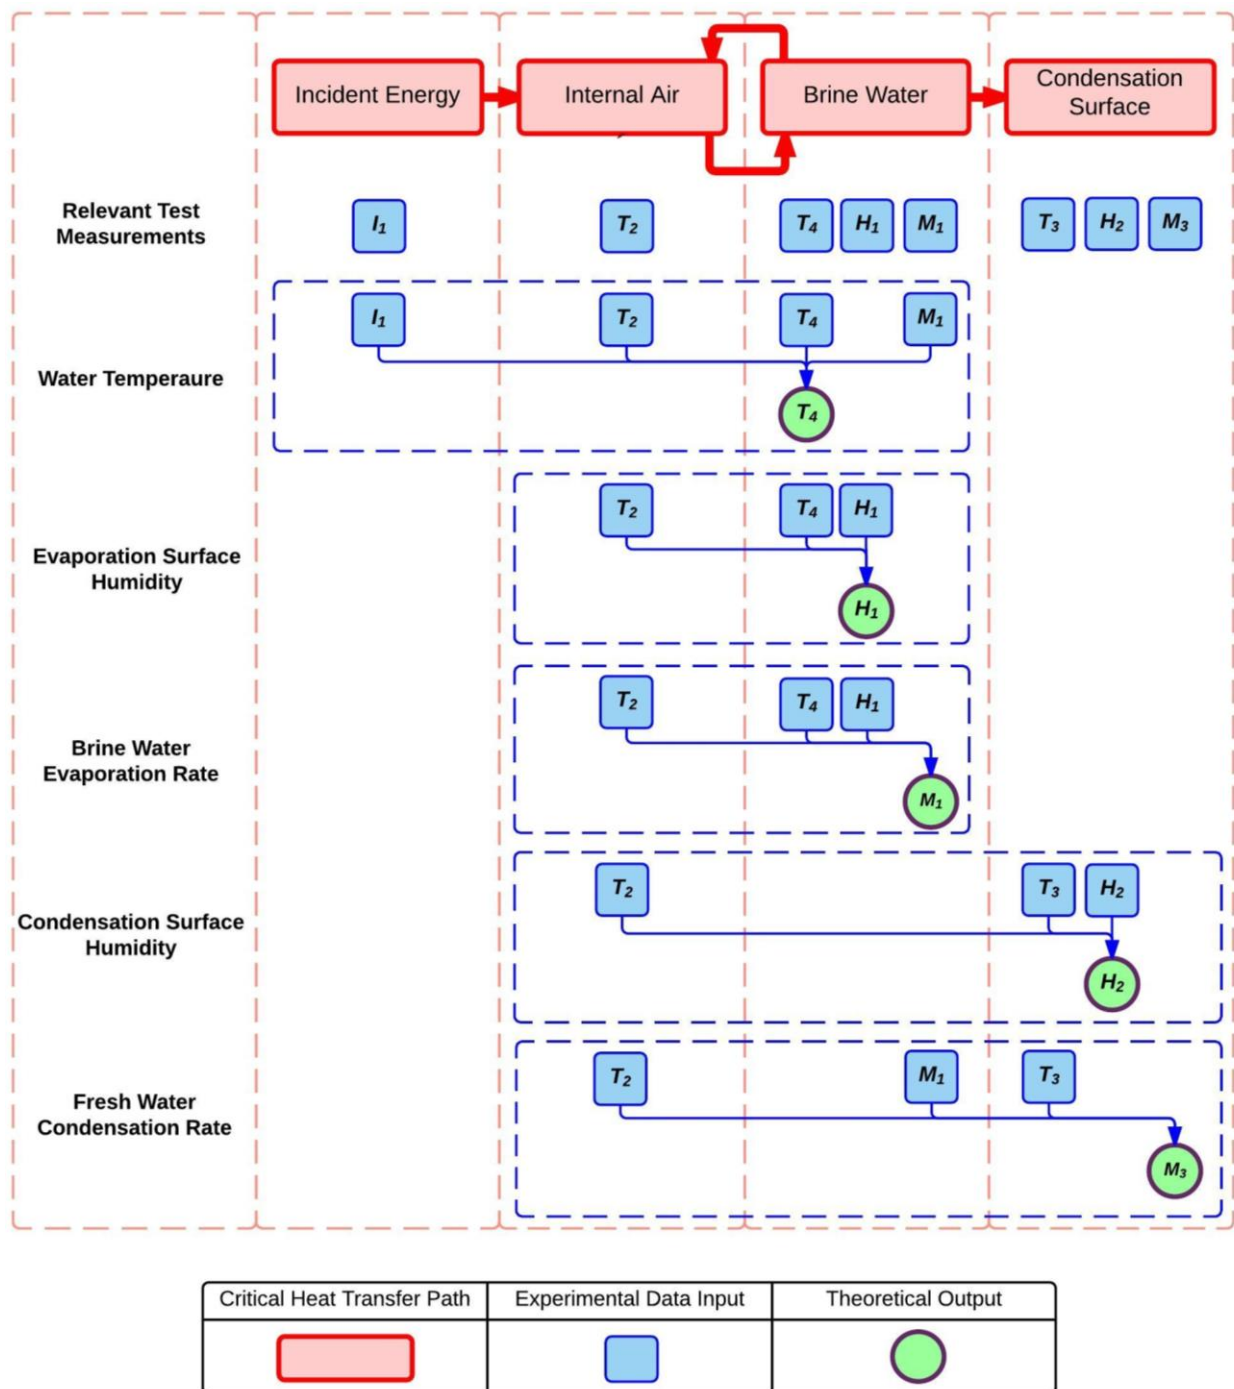 Incident Energy
Internal Air
Brine Water
Condensation
Surface
Relevant Test
Measurements
I1
T2
T4
H1
M1
T3
H2
M3
I1
T2
T4
M1
Water Temperaure
T4
T2
T4
H1
Evaporation Surface
Humidity
H1
T2
T4
H1
Brine Water
Evaporation Rate
M1
T2
T3
H2
Condensation Surface
Humidity
H2
T2
M1
T3
Fresh Water
Condensation Rate
M3
Critical Heat Transfer Path
Experimental Data Input
Theoretical Output